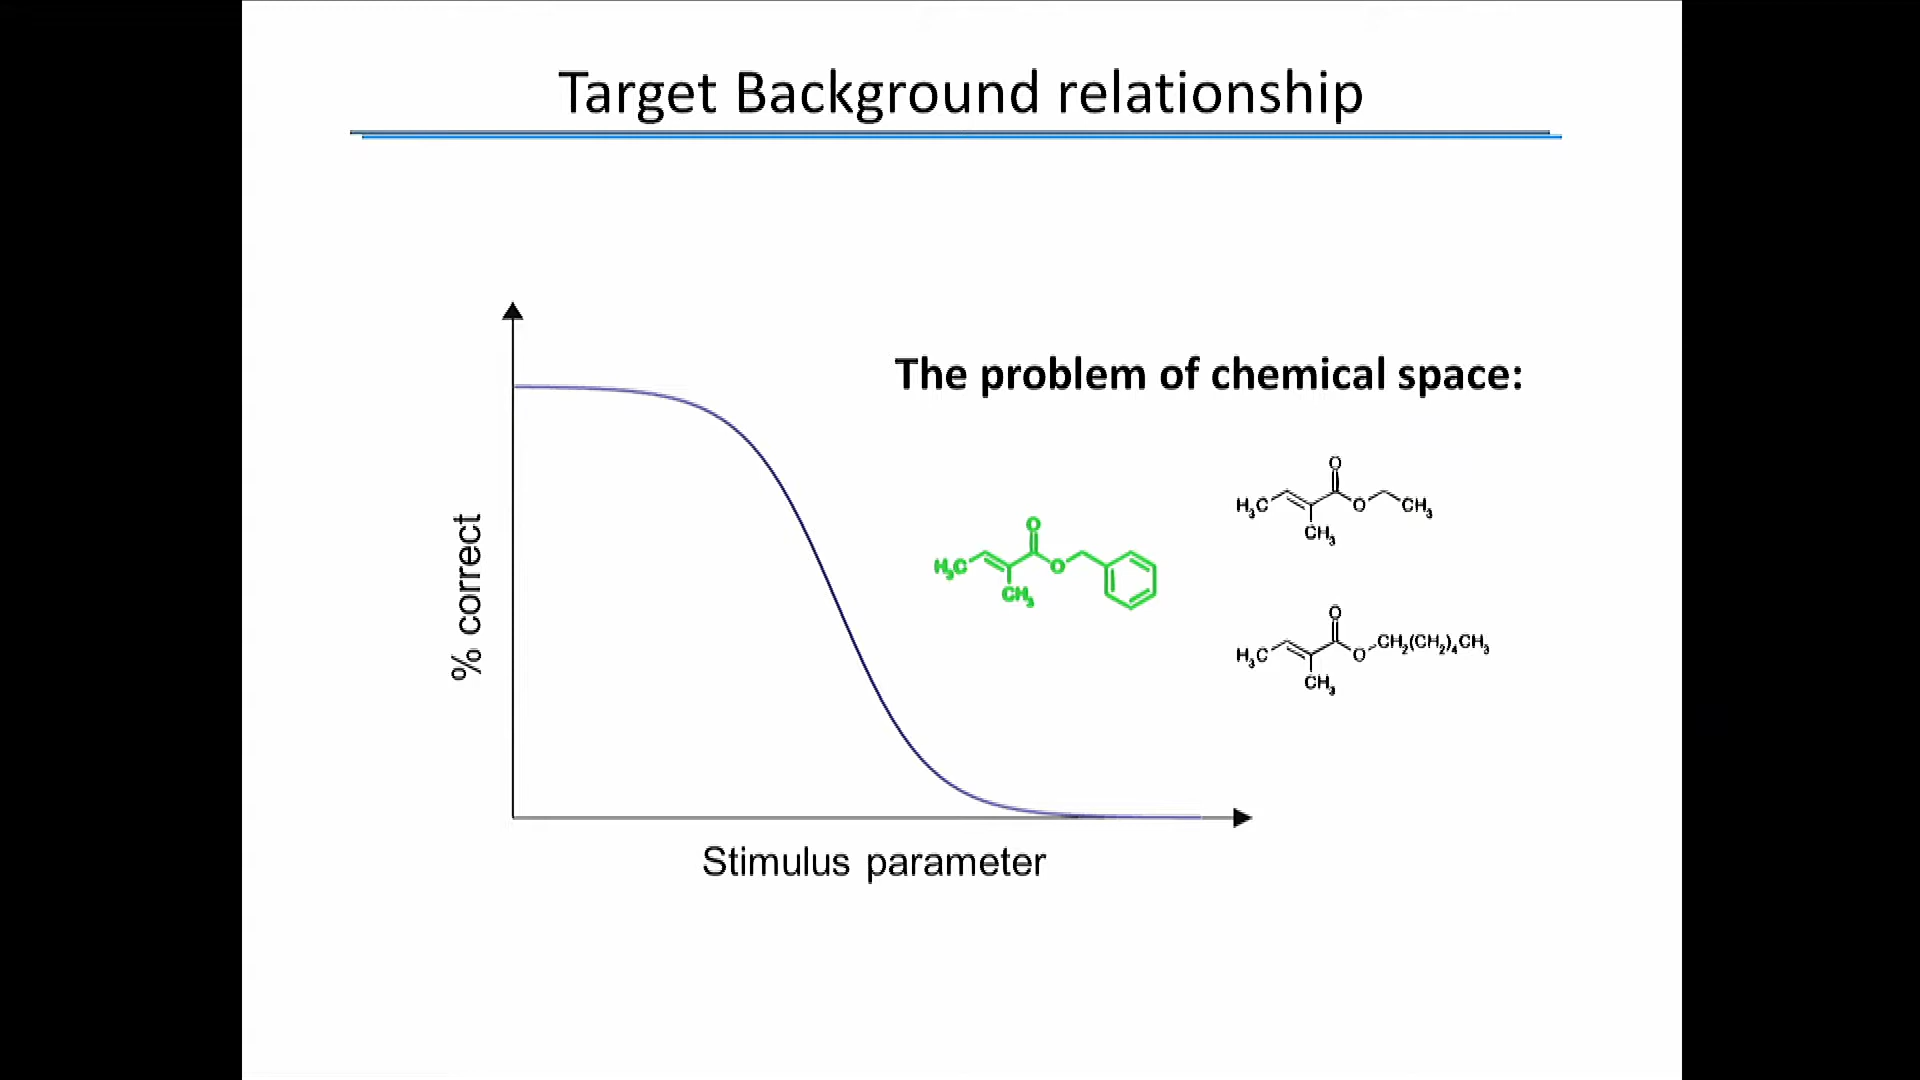 Target Background relationship
The problem of chemical space:
% correct
Stimulus parameter
H₃C
O
O
CH₃
H₃C
O
O
CH₃
CH₃
H₃C
O
O
CH₂(CH₂)₄CH₃
CH₃